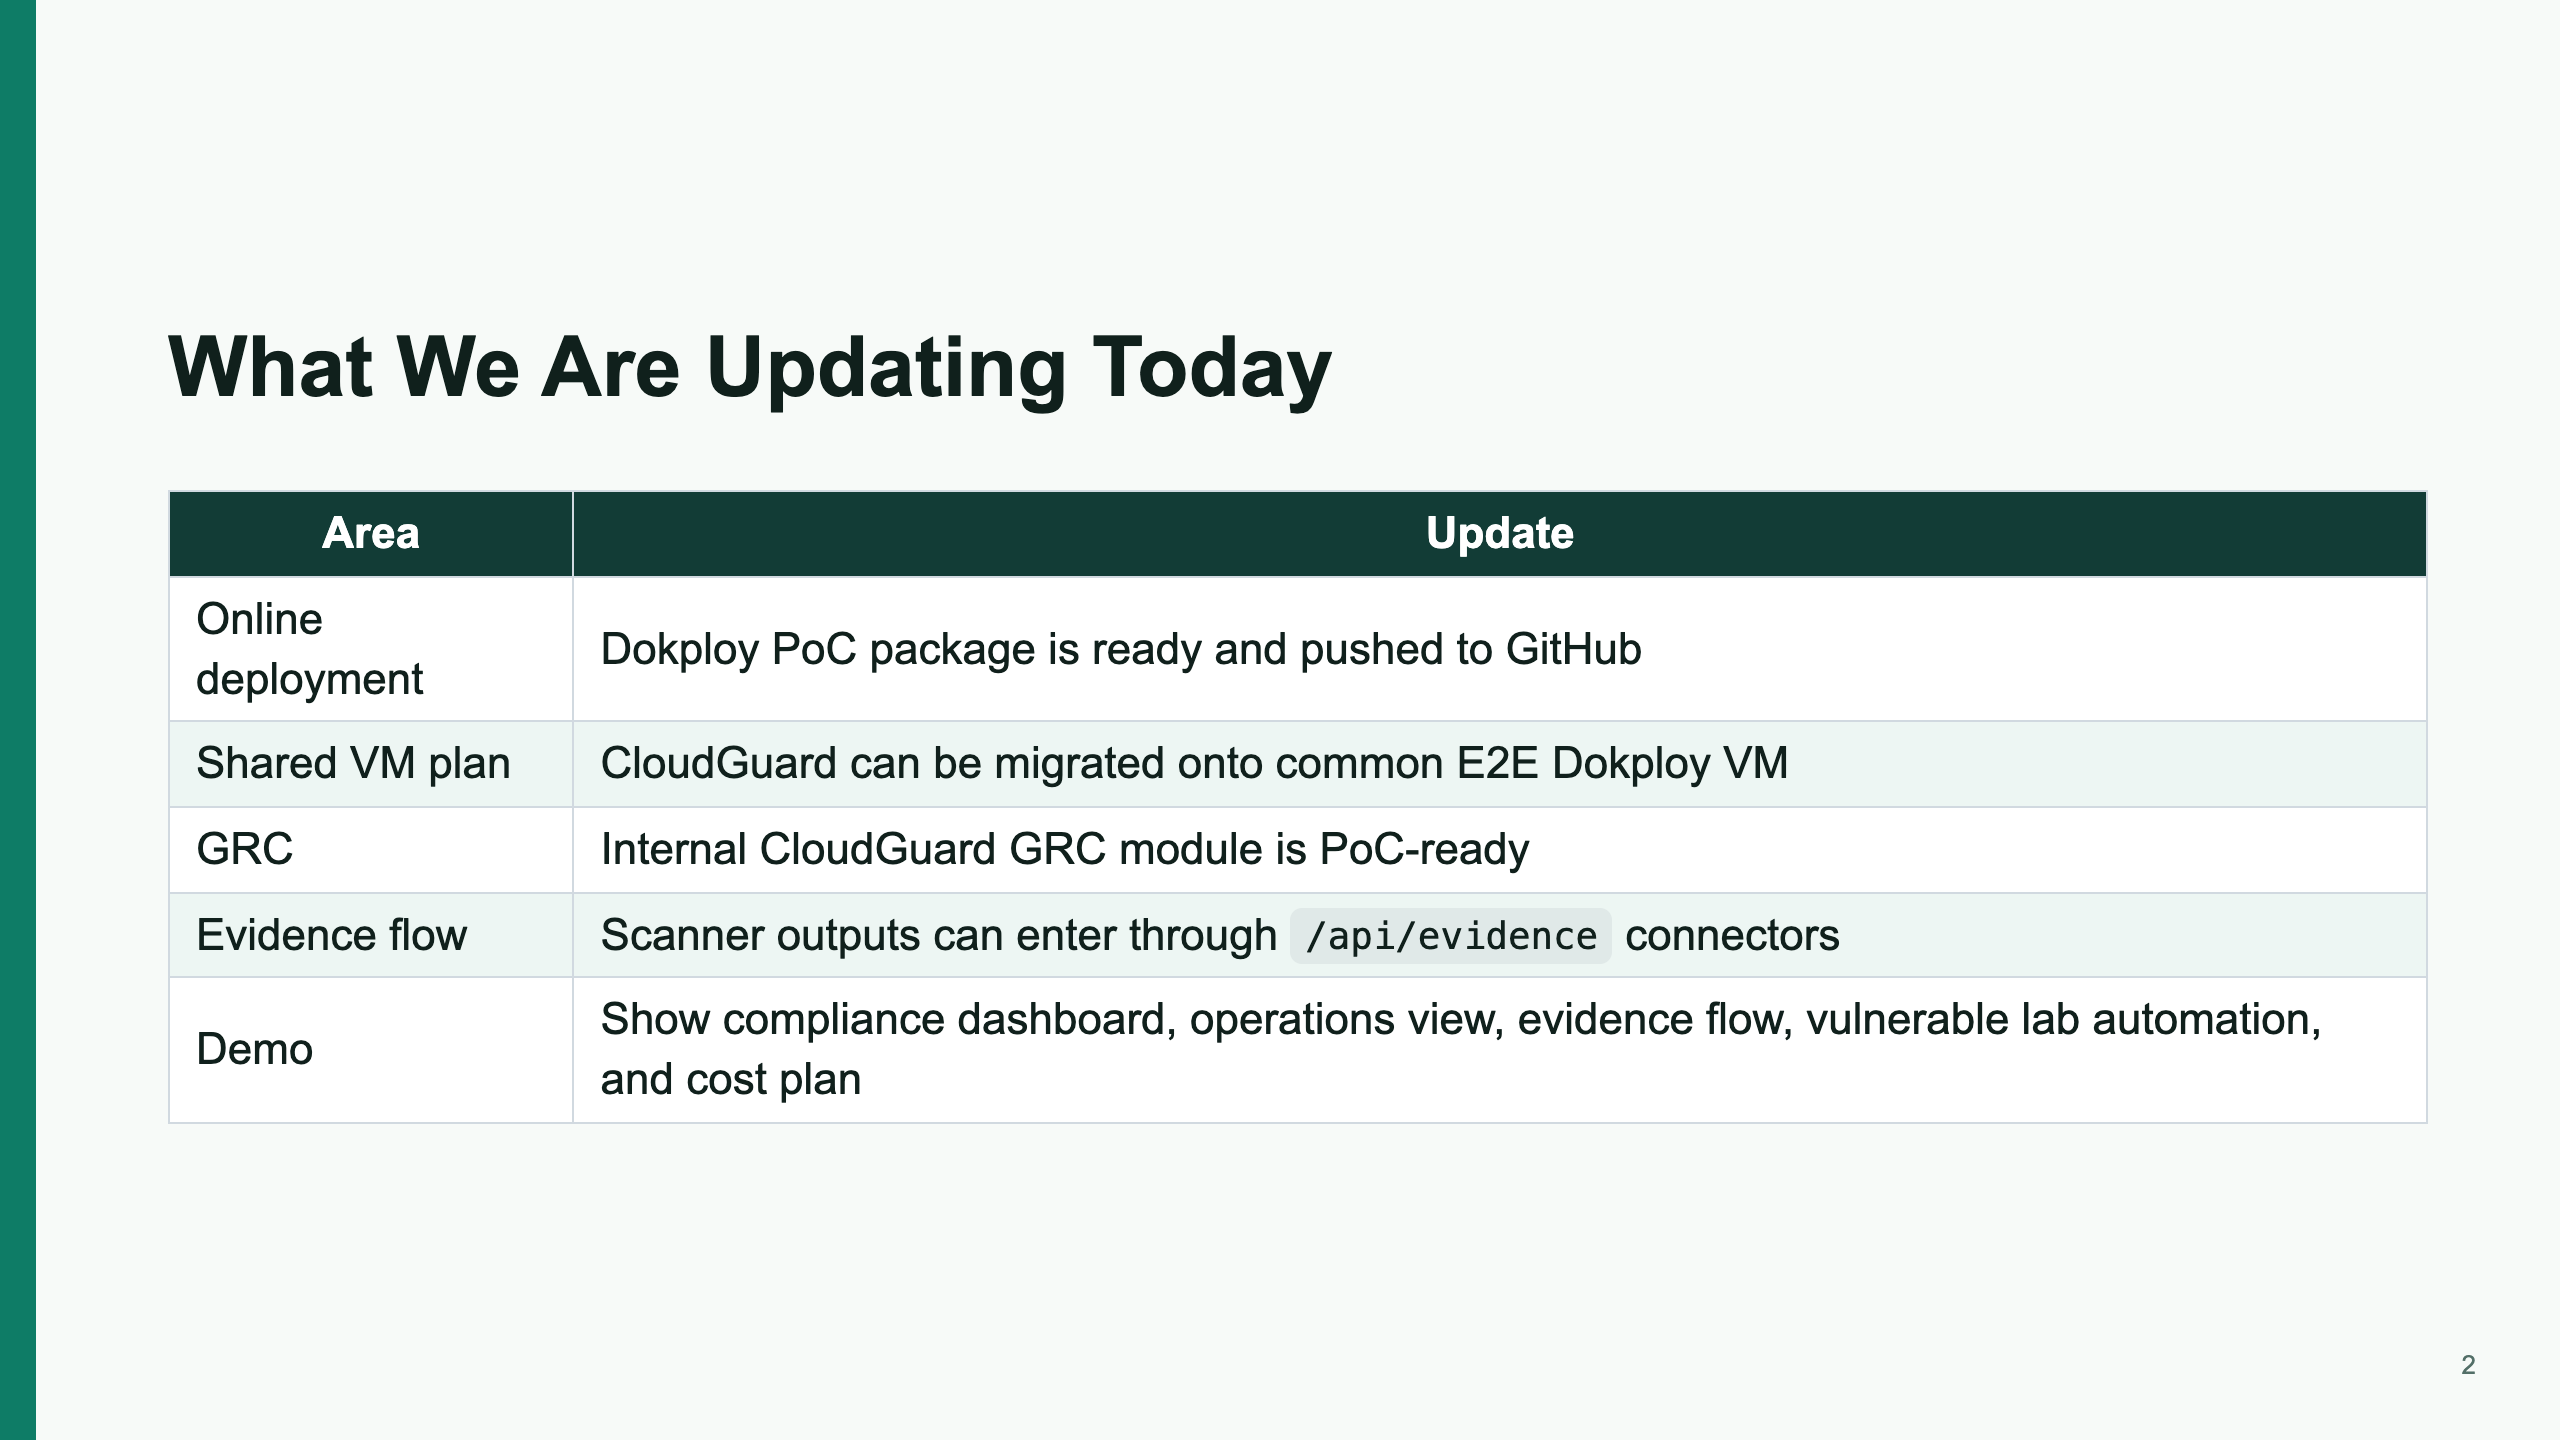 What We Are Updating Today
Area
Update
Online
deployment
Dokploy PoC package is ready and pushed to GitHub
Shared VM plan
CloudGuard can be migrated onto common E2E Dokploy VM
GRC
Internal CloudGuard GRC module is PoC-ready
Evidence flow
Scanner outputs can enter through /api/evidence connectors
Demo
Show compliance dashboard, operations view, evidence flow, vulnerable lab automation,
and cost plan
2